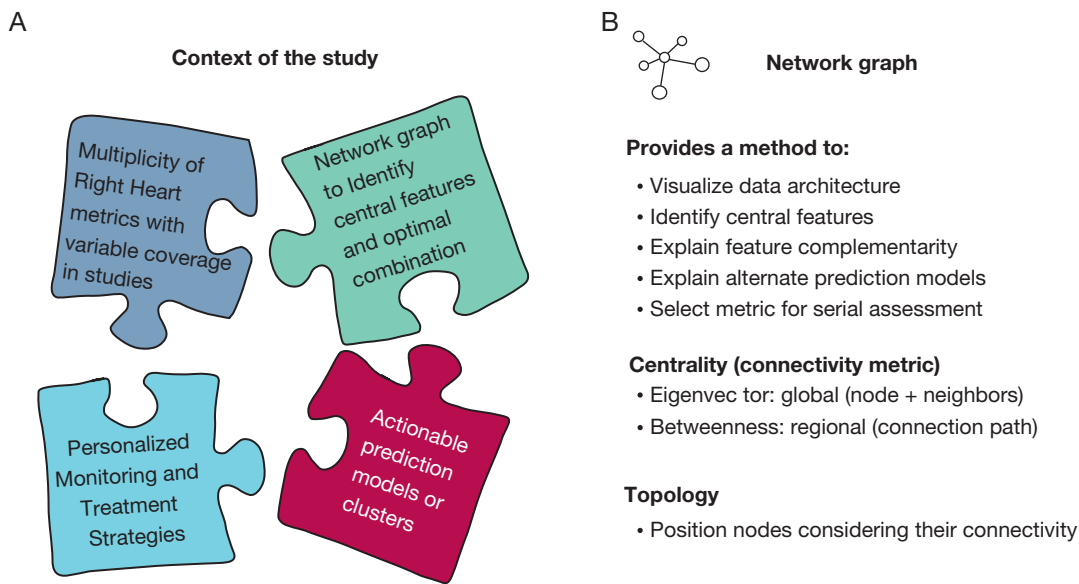 A
Context of the study
Multiplicity of
Right Heart
metrics with
variable coverage
in studies
Network graph
to Identify
central features
and optimal
combination
Personalized
Monitoring and
Treatment
Strategies
Actionable
prediction
models or
clusters
B
Network graph
Provides a method to:
• Visualize data architecture
• Identify central features
• Explain feature complementarity
• Explain alternate prediction models
• Select metric for serial assessment
Centrality (connectivity metric)
• Eigenvec tor: global (node + neighbors)
• Betweenness: regional (connection path)
Topology
• Position nodes considering their connectivity